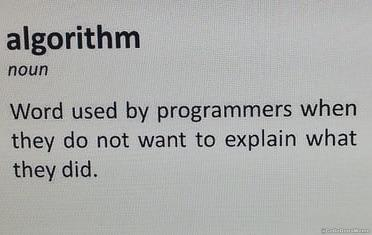 algorithm
noun
Word used by programmers when
they do not want to explain what
they did.